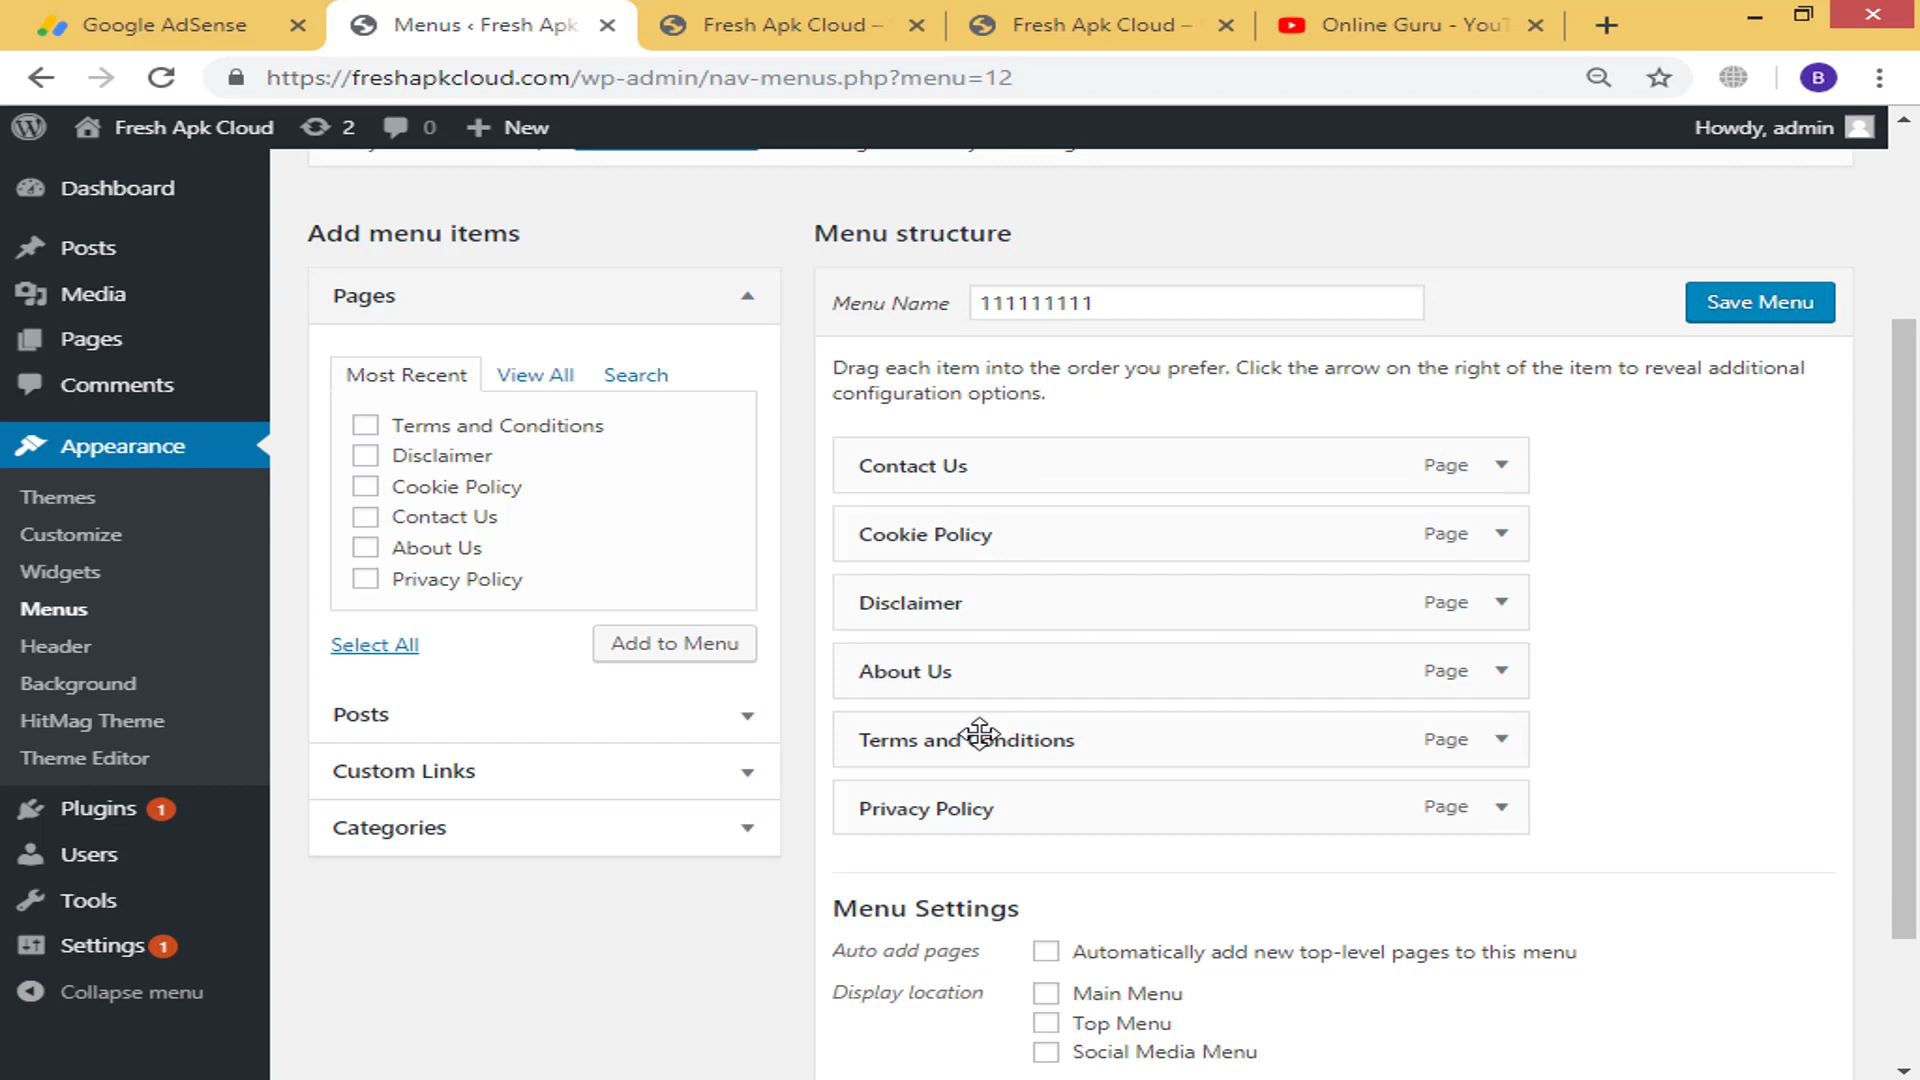 Google AdSense
Menus ‹ Fresh Apk
Fresh Apk Cloud –
Fresh Apk Cloud –
Online Guru - YouT
https://freshapkcloud.com/wp-admin/nav-menus.php?menu=12
B
Fresh Apk Cloud
2
0
New
Howdy, admin
Dashboard
Posts
Media
Pages
Comments
Appearance
Themes
Customize
Widgets
Menus
Header
Background
HitMag Theme
Theme Editor
Plugins 1
Users
Tools
Settings 1
Collapse menu
Add menu items
Pages
Most Recent
View All
Search
Terms and Conditions
Disclaimer
Cookie Policy
Contact Us
About Us
Privacy Policy
Select All
Add to Menu
Posts
Custom Links
Categories
Menu structure
Menu Name
111111111
Save Menu
Drag each item into the order you prefer. Click the arrow on the right of the item to reveal additional
configuration options.
Contact Us Page
Cookie Policy Page
Disclaimer Page
About Us Page
Terms and Conditions Page
Privacy Policy Page
Menu Settings
Auto add pages
Automatically add new top-level pages to this menu
Display location
Main Menu
Top Menu
Social Media Menu